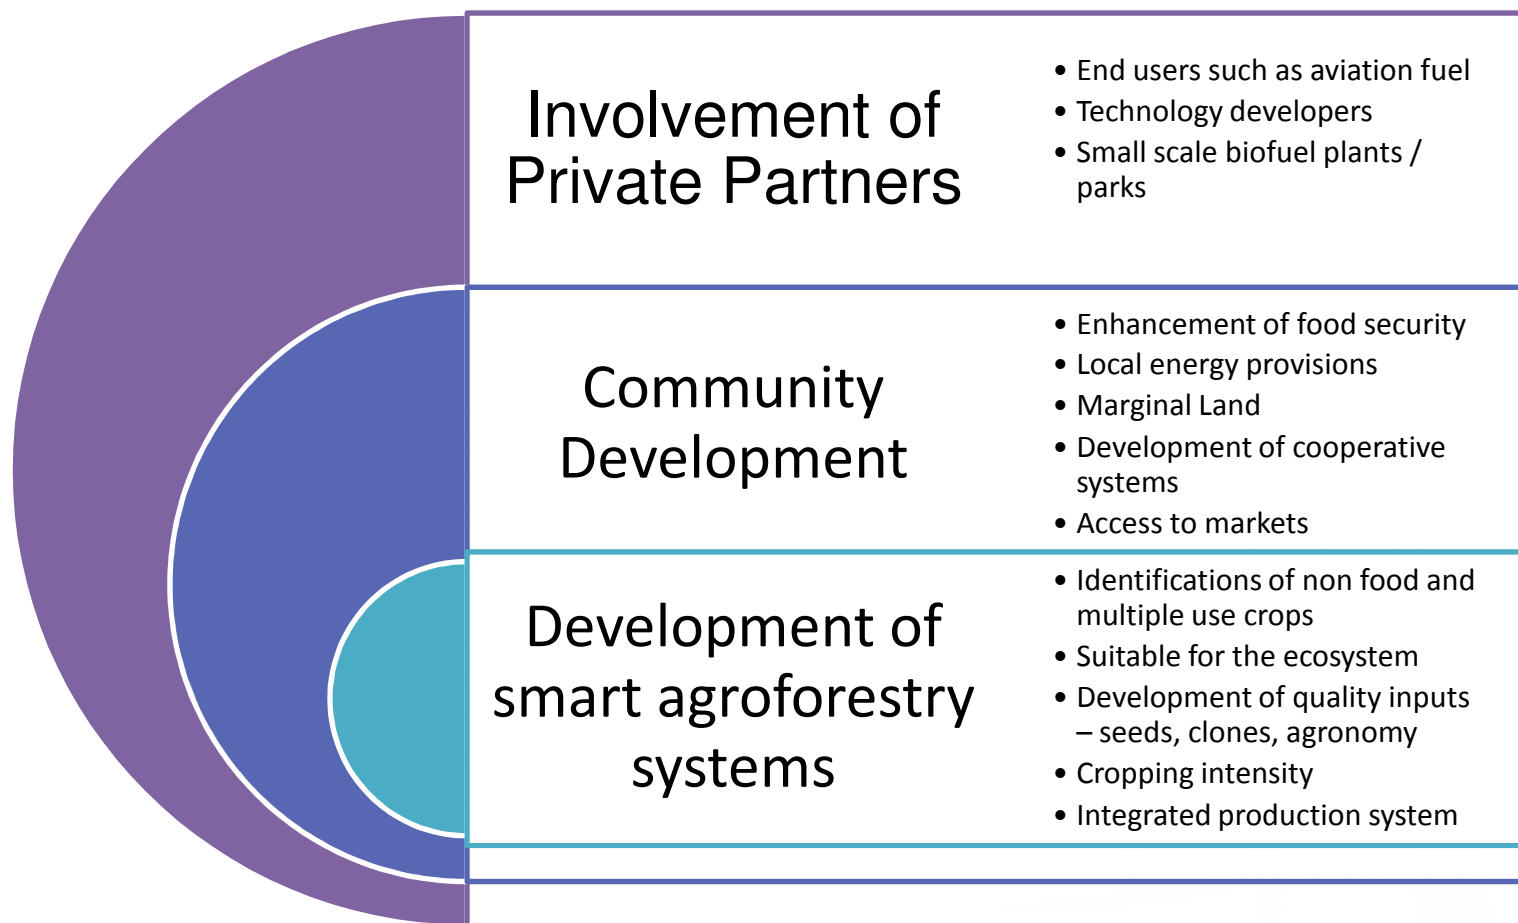 Involvement of
Private Partners
• End users such as aviation fuel
• Technology developers
• Small scale biofuel plants /
parks
Community
Development
• Enhancement of food security
• Local energy provisions
• Marginal Land
• Development of cooperative
systems
• Access to markets
Development of
smart agroforestry
systems
• Identifications of non food and
multiple use crops
• Suitable for the ecosystem
• Development of quality inputs
– seeds, clones, agronomy
• Cropping intensity
• Integrated production system